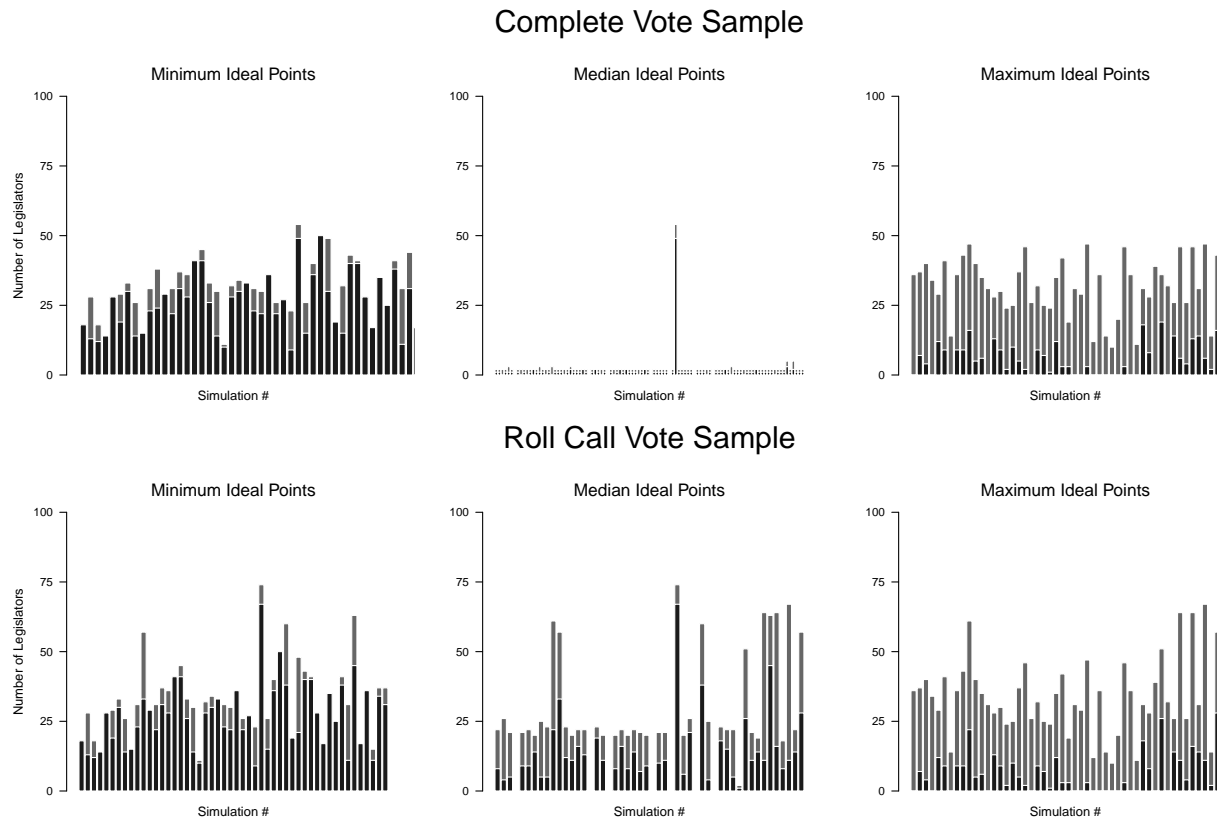 Complete Vote Sample
Minimum Ideal Points
Median Ideal Points
Maximum Ideal Points
Number of Legislators
100
75
50
25
0
100
75
50
25
0
100
75
50
25
0
Simulation #
Simulation #
Simulation #
Roll Call Vote Sample
Minimum Ideal Points
Median Ideal Points
Maximum Ideal Points
Number of Legislators
100
75
50
25
0
100
75
50
25
0
100
75
50
25
0
Simulation #
Simulation #
Simulation #